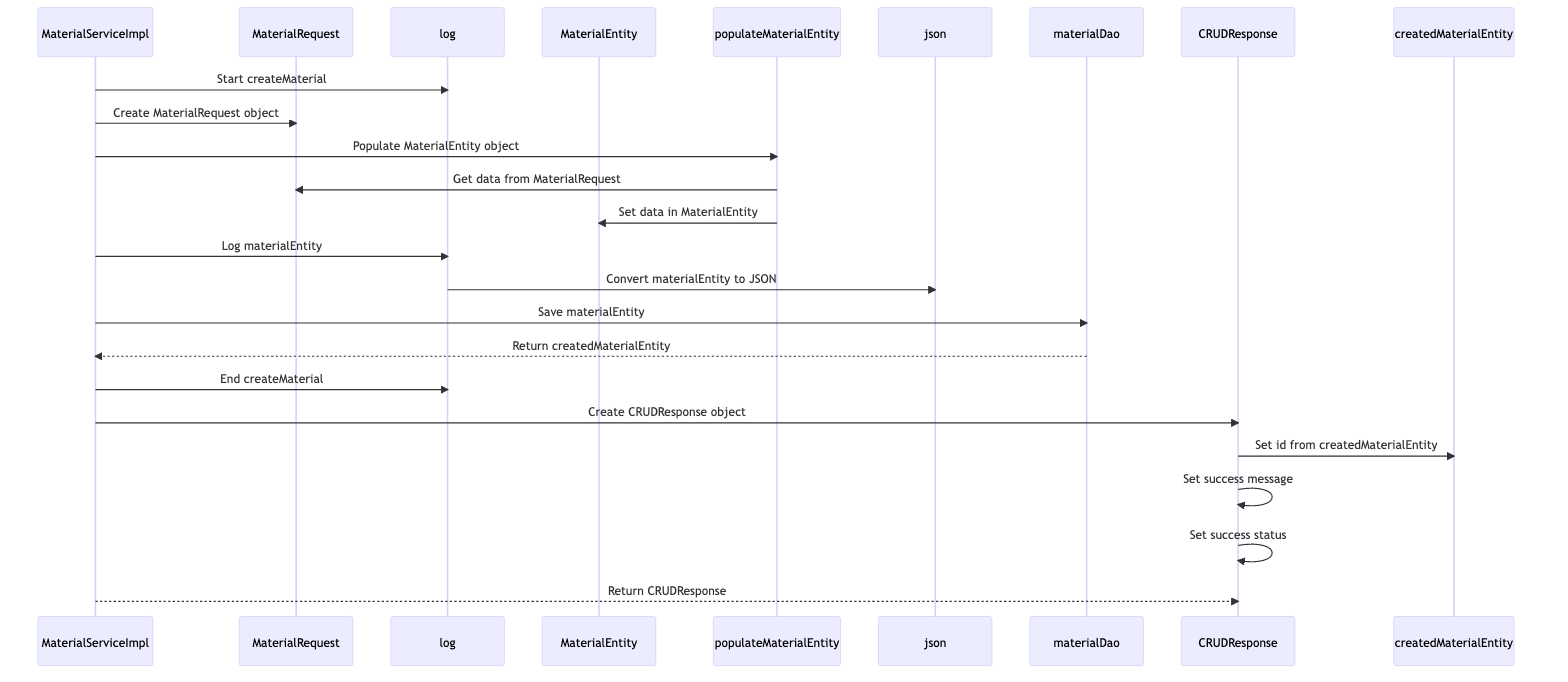 MaterialServiceImpl
MaterialRequest
log
MaterialEntity
populateMaterialEntity
json
materialDao
CRUDResponse
createdMaterialEntity
Start createMaterial
Create MaterialRequest object
Populate MaterialEntity object
Get data from MaterialRequest
Set data in MaterialEntity
Log materialEntity
Convert materialEntity to JSON
Save materialEntity
Return createdMaterialEntity
End createMaterial
Create CRUDResponse object
Set id from createdMaterialEntity
Set success message
Set success status
Return CRUDResponse
MaterialServiceImpl
MaterialRequest
log
MaterialEntity
populateMaterialEntity
json
materialDao
CRUDResponse
createdMaterialEntity